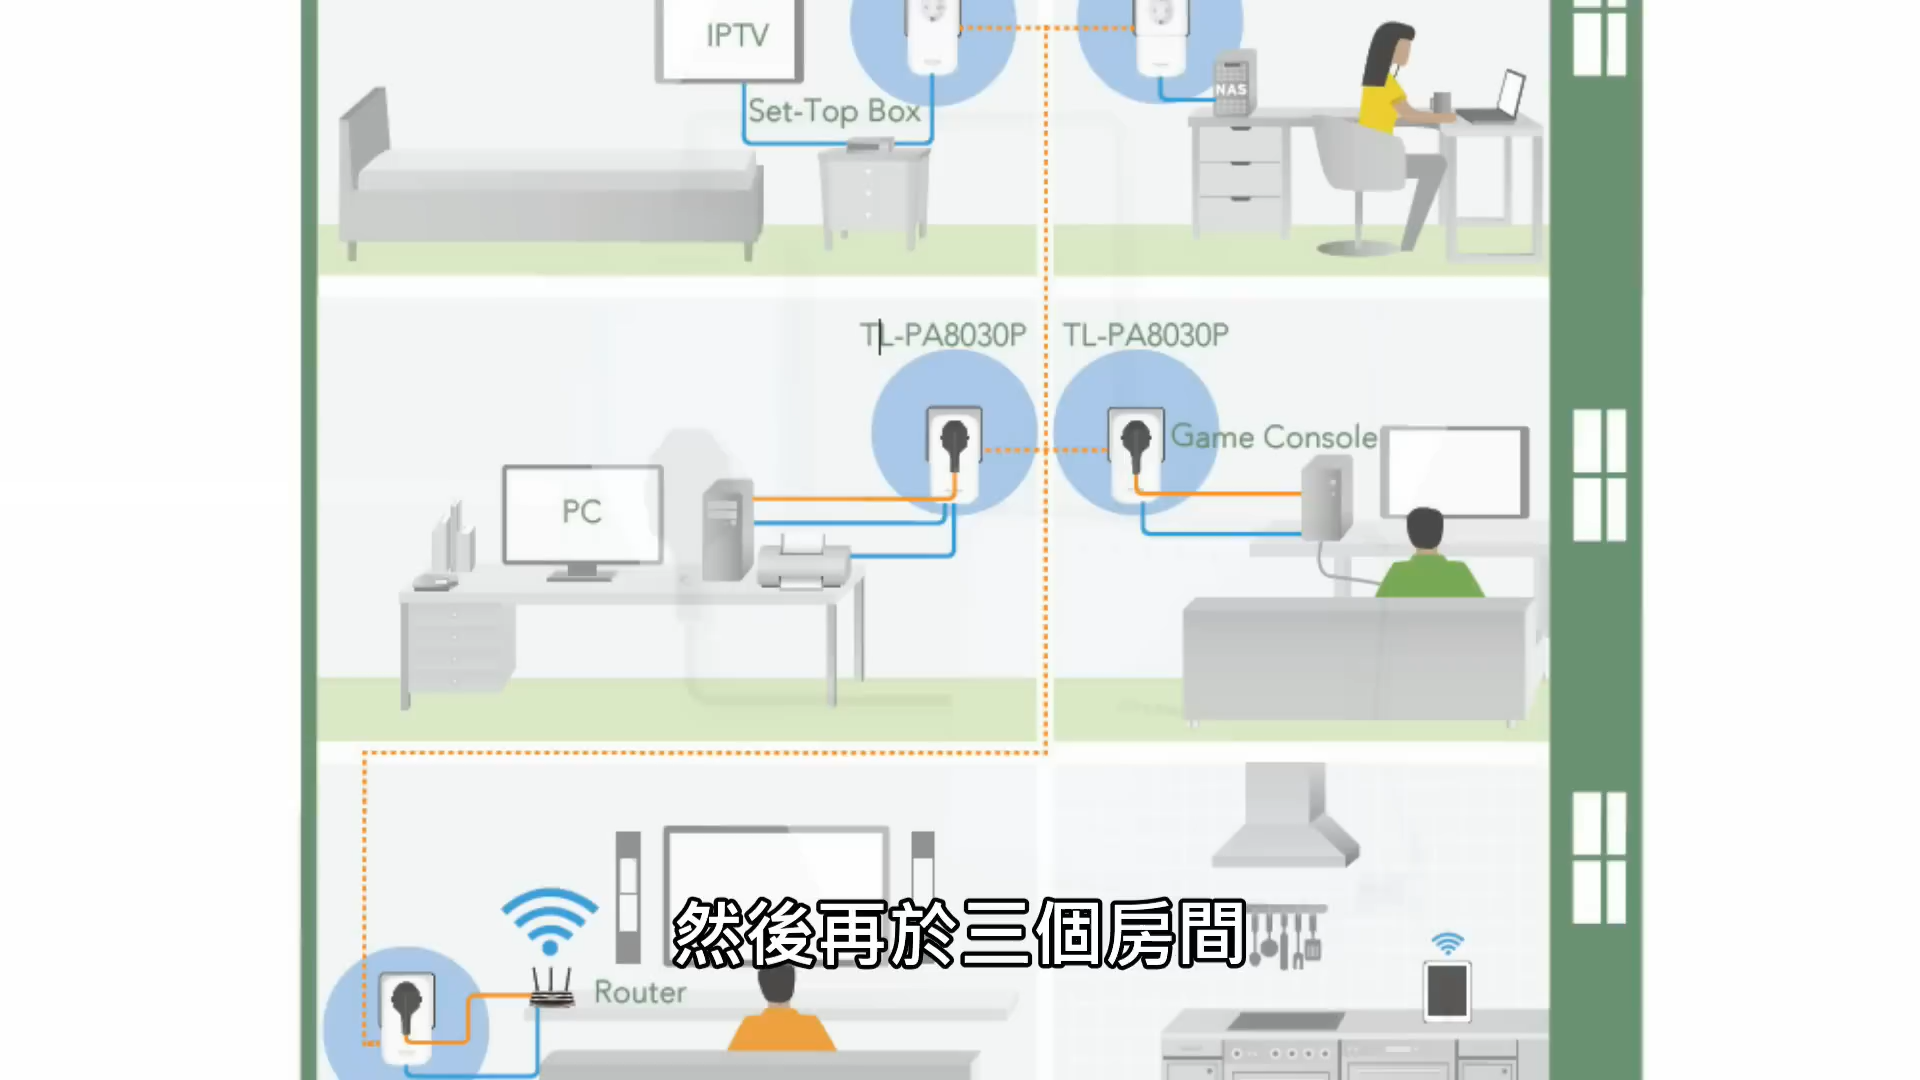 IPTV
Set-Top Box
NAS
TL-PA8030P
TL-PA8030P
Game Console
PC
Router
然後再於三個房間